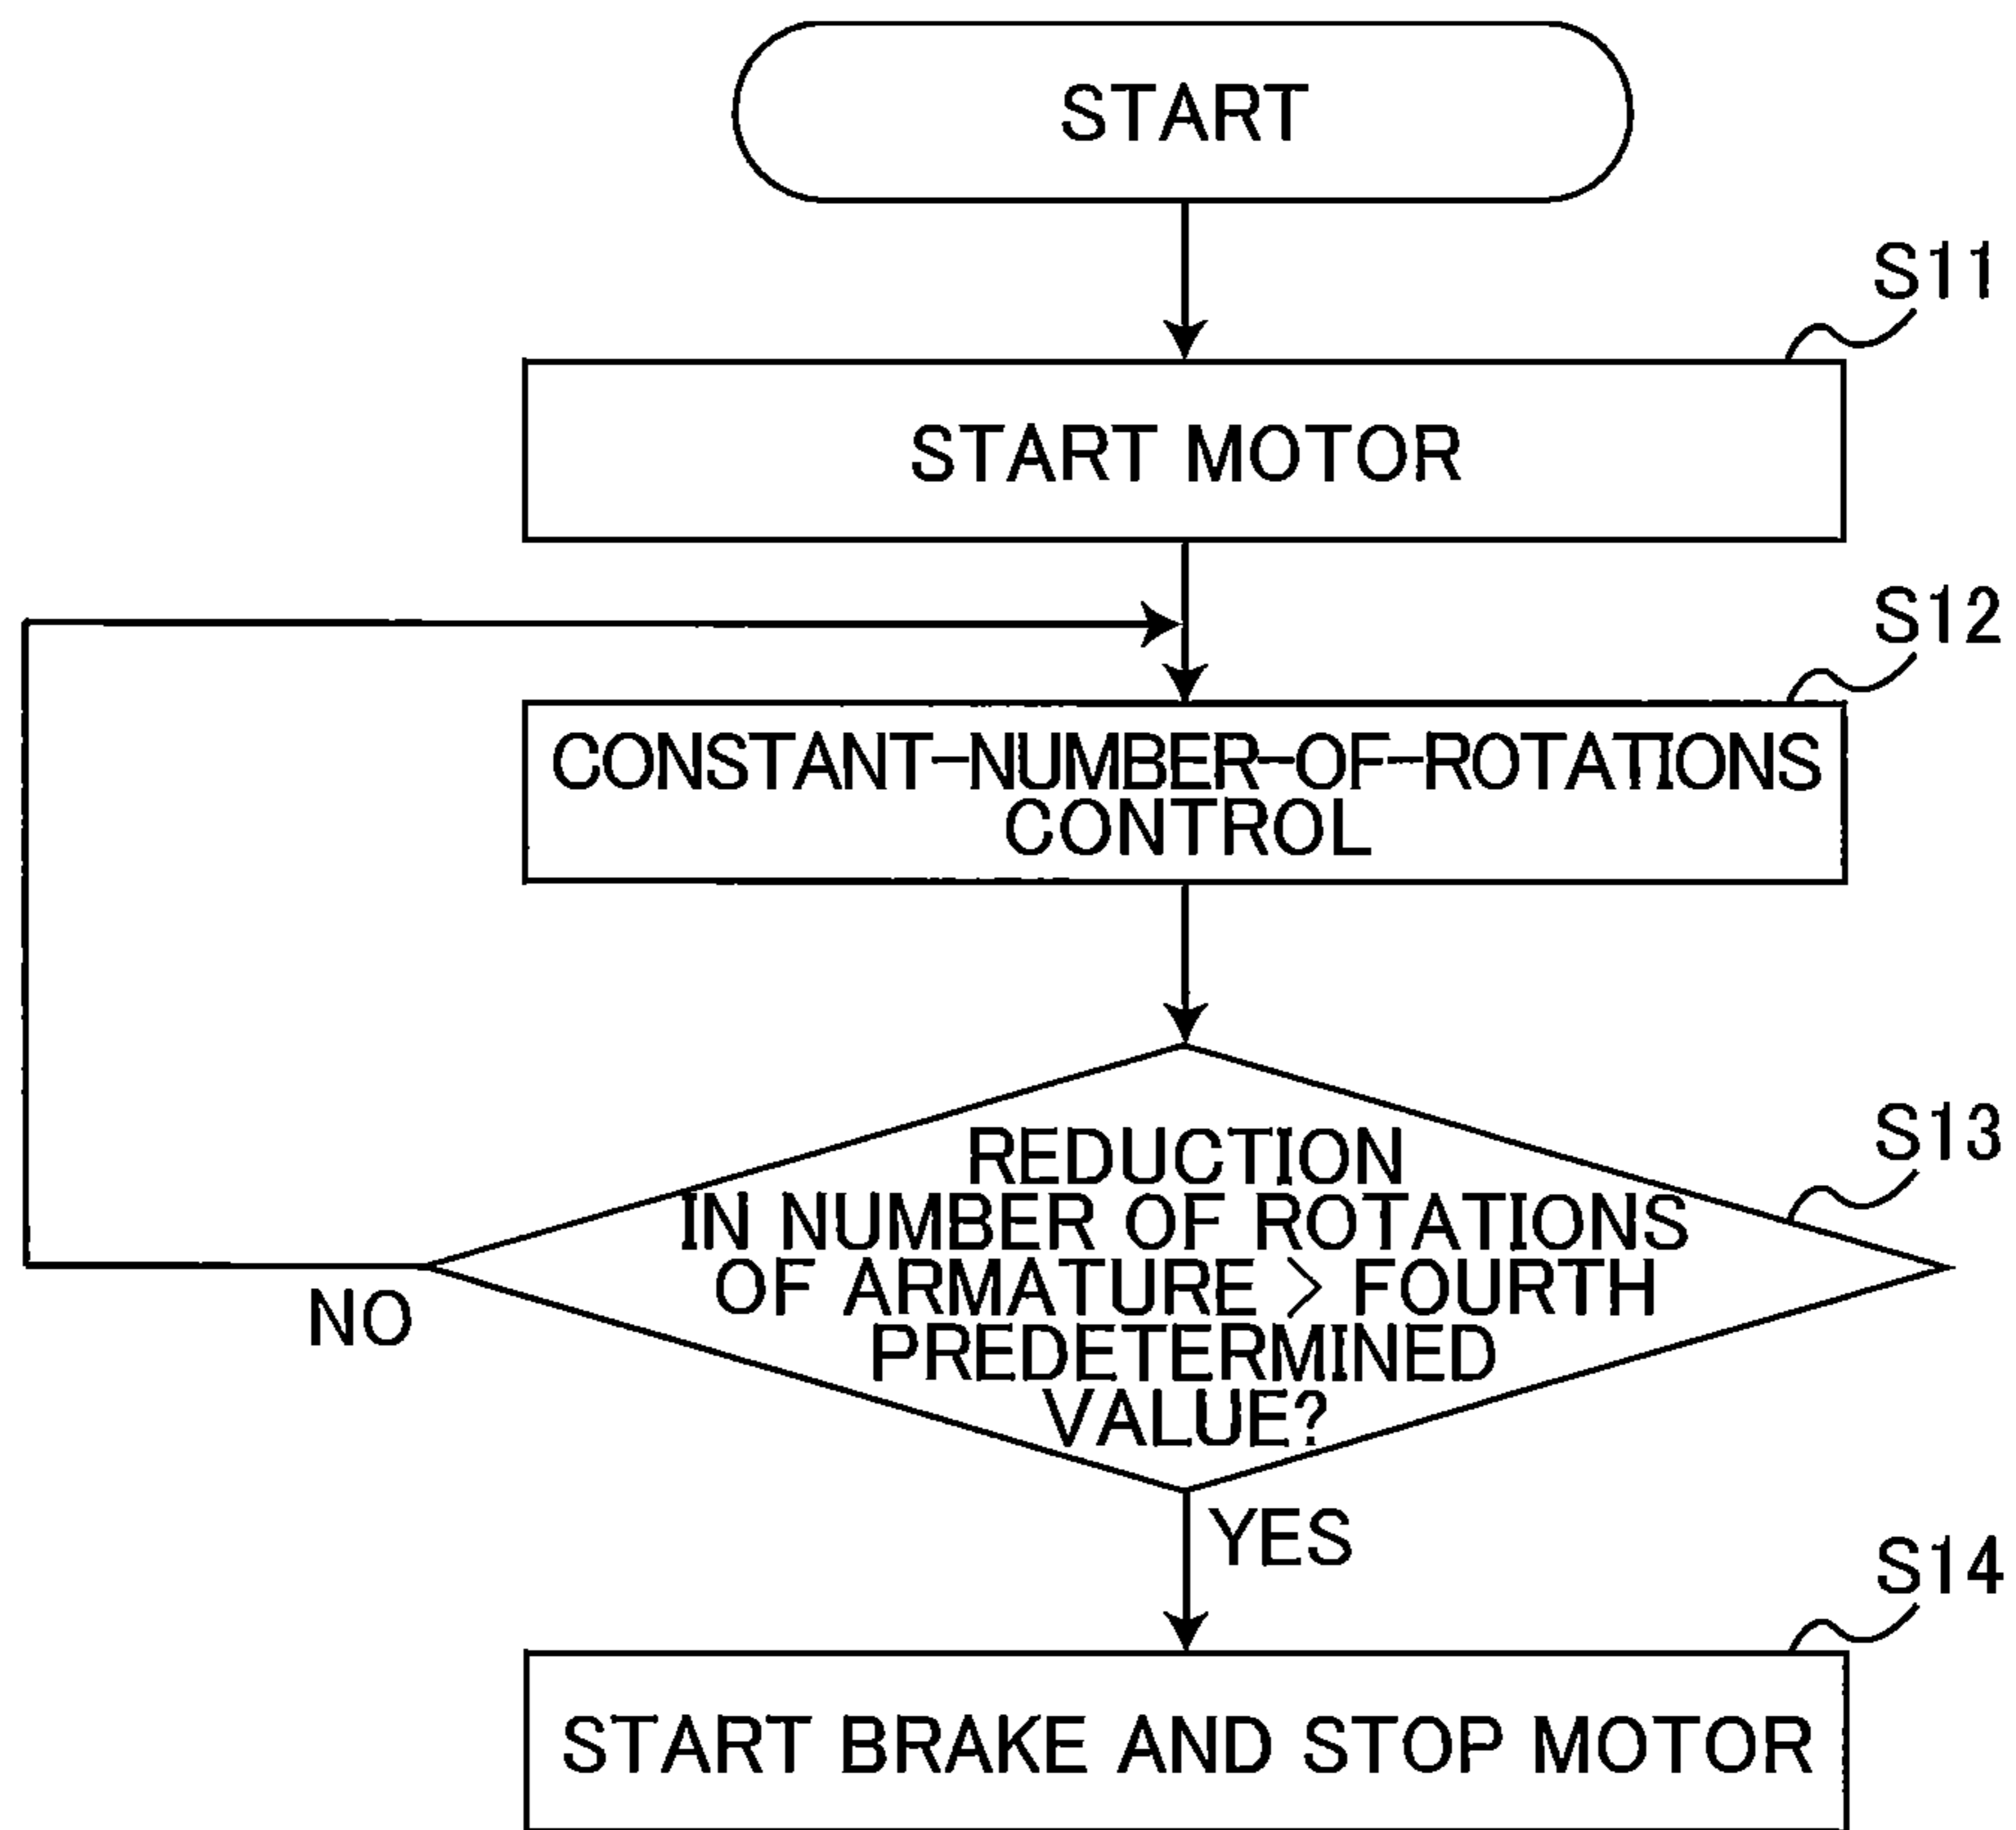 START
S11
START MOTOR
S12
CONSTANT-NUMBER-OF-ROTATIONS
CONTROL
S13
REDUCTION
IN NUMBER OF ROTATIONS
OF ARMATURE > FOURTH
PREDETERMINED
VALUE?
NO
YES
S14
START BRAKE AND STOP MOTOR